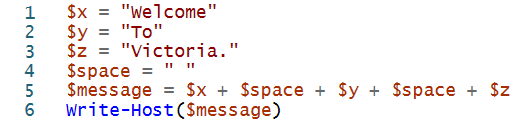 1 $x = "Welcome"
2 $y = "To"
3 $z = "Victoria."
4 $space = " "
5 $message = $x + $space + $y + $space + $z
6 Write-Host($message)